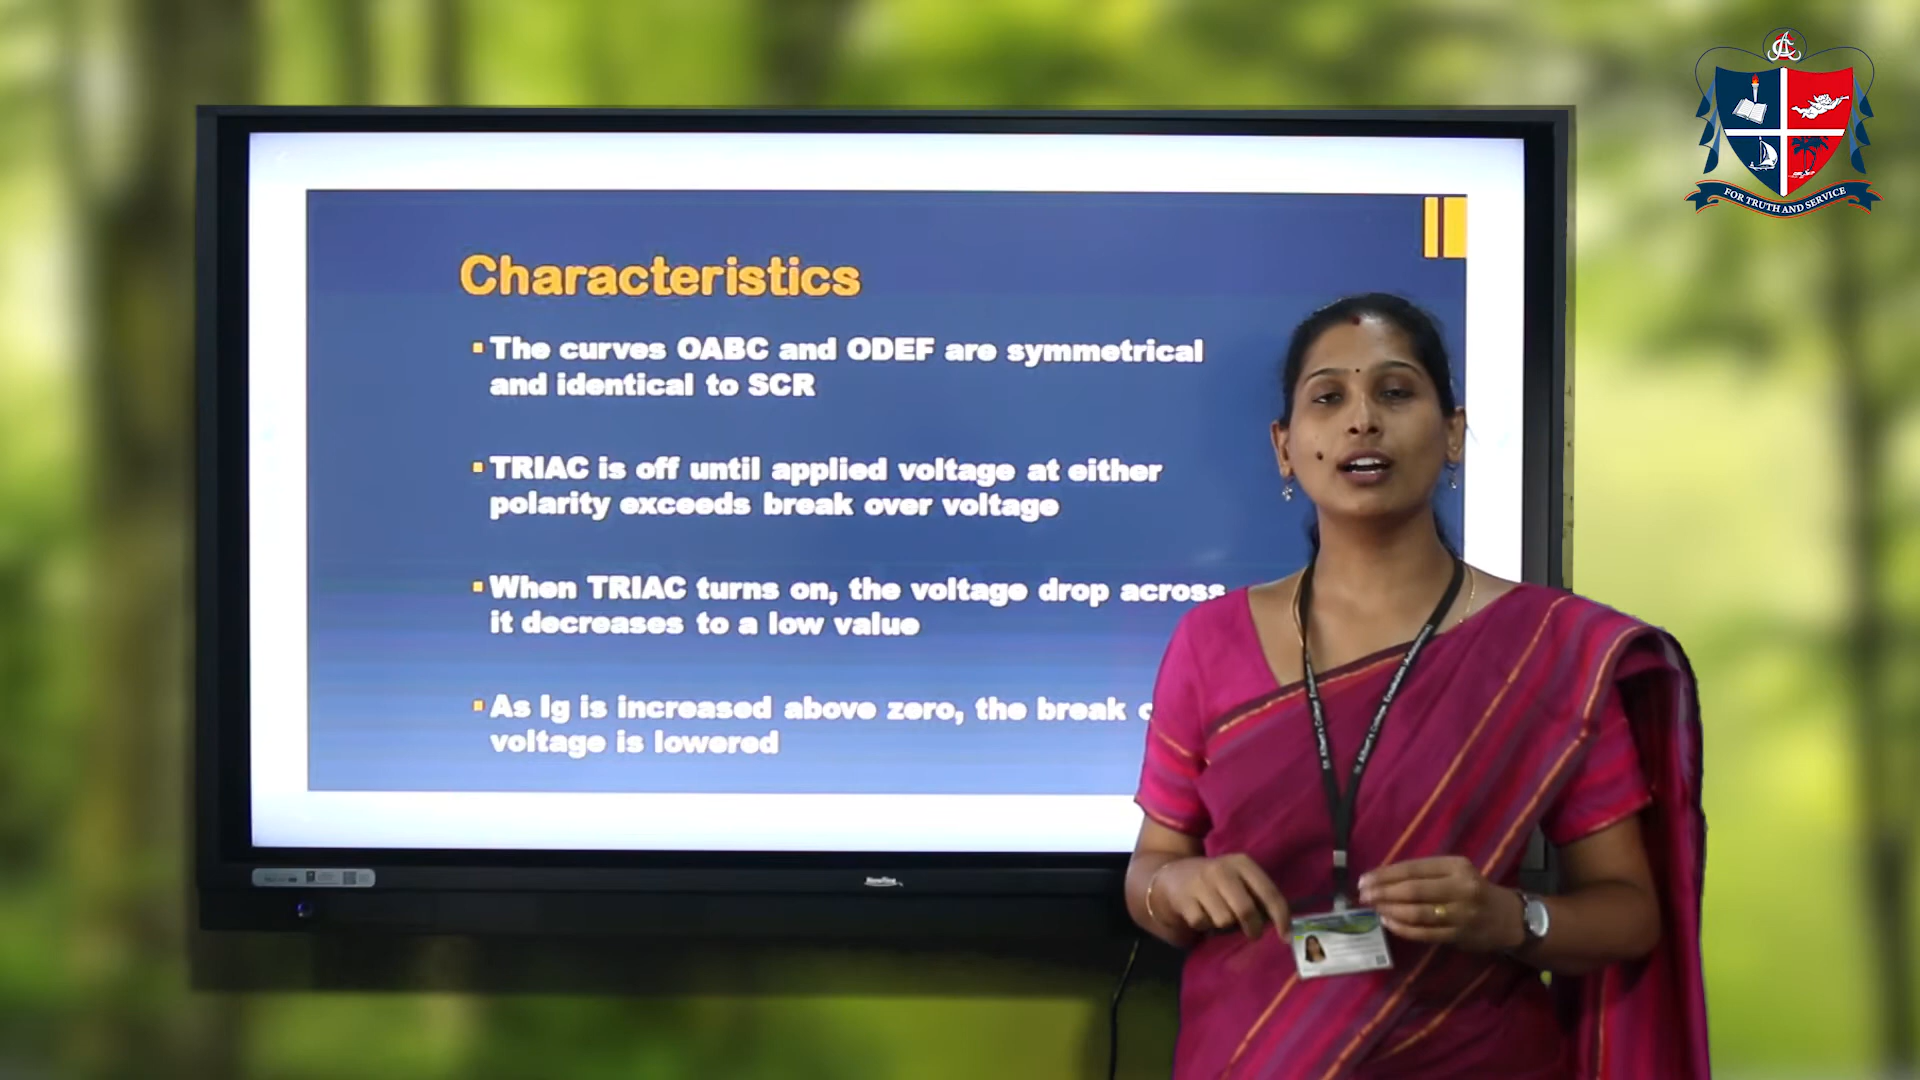 FOR TRUTH AND SERVICE
Characteristics
The curves OABC and ODEF are symmetrical
and identical to SCR
TRIAC is off until applied voltage at either
polarity exceeds break over voltage
When TRIAC turns on, the voltage drop across
it decreases to a low value
As Ig is increased above zero, the break
voltage is lowered